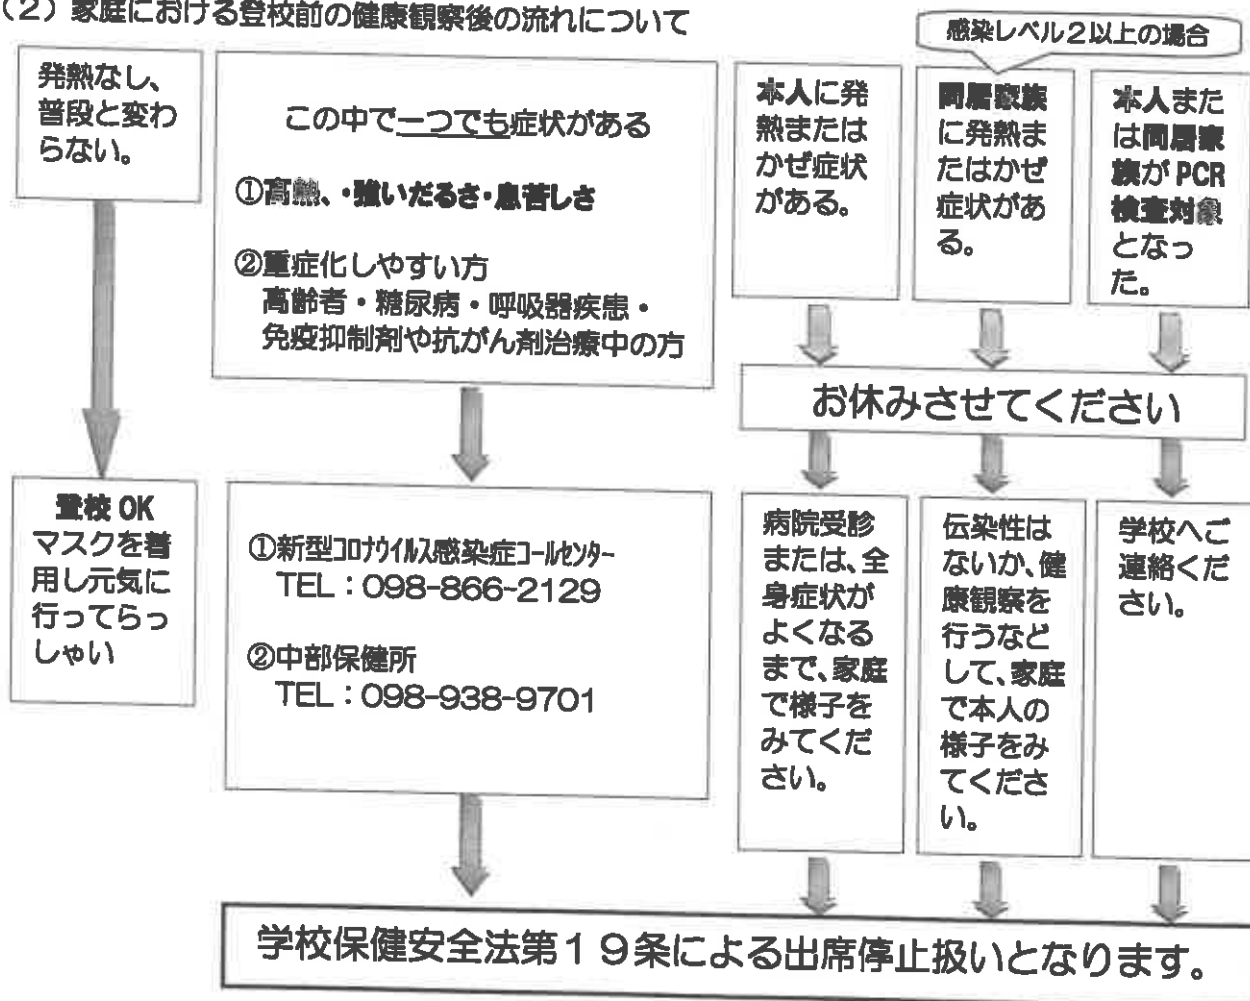 （２）家庭における登校前の健康観察後の流れについて
感染レベル２以上の場合
発熱なし、
普段と変わ
らない。
この中で一つでも症状がある
①高熱、・強いだるさ・息苦しさ
②重症化しやすい方
高齢者・糖尿病・呼吸器疾患・
免疫抑制剤や抗がん剤治療中の方
本人に発
熱または
かぜ症状
がある。
同居家族
に発熱ま
たはかぜ
症状があ
る。
本人また
は同居家
族が PCR
検査対象
となっ
た。
お休みさせてください
登校 OK
マスクを着
用し元気に
行ってらっ
しゃい
①新型コロナウイルス感染症コールセンター
TEL：098-866-2129
②中部保健所
TEL：098-938-9701
病院受診
または、全
身症状が
よくなる
まで、家庭
で様子を
みてくだ
さい。
伝染性は
ないか、健
康観察を
行うなど
して、家庭
で本人の
様子をみ
てくださ
い。
学校へご
連絡くだ
さい。
学校保健安全法第１９条による出席停止扱いとなります。